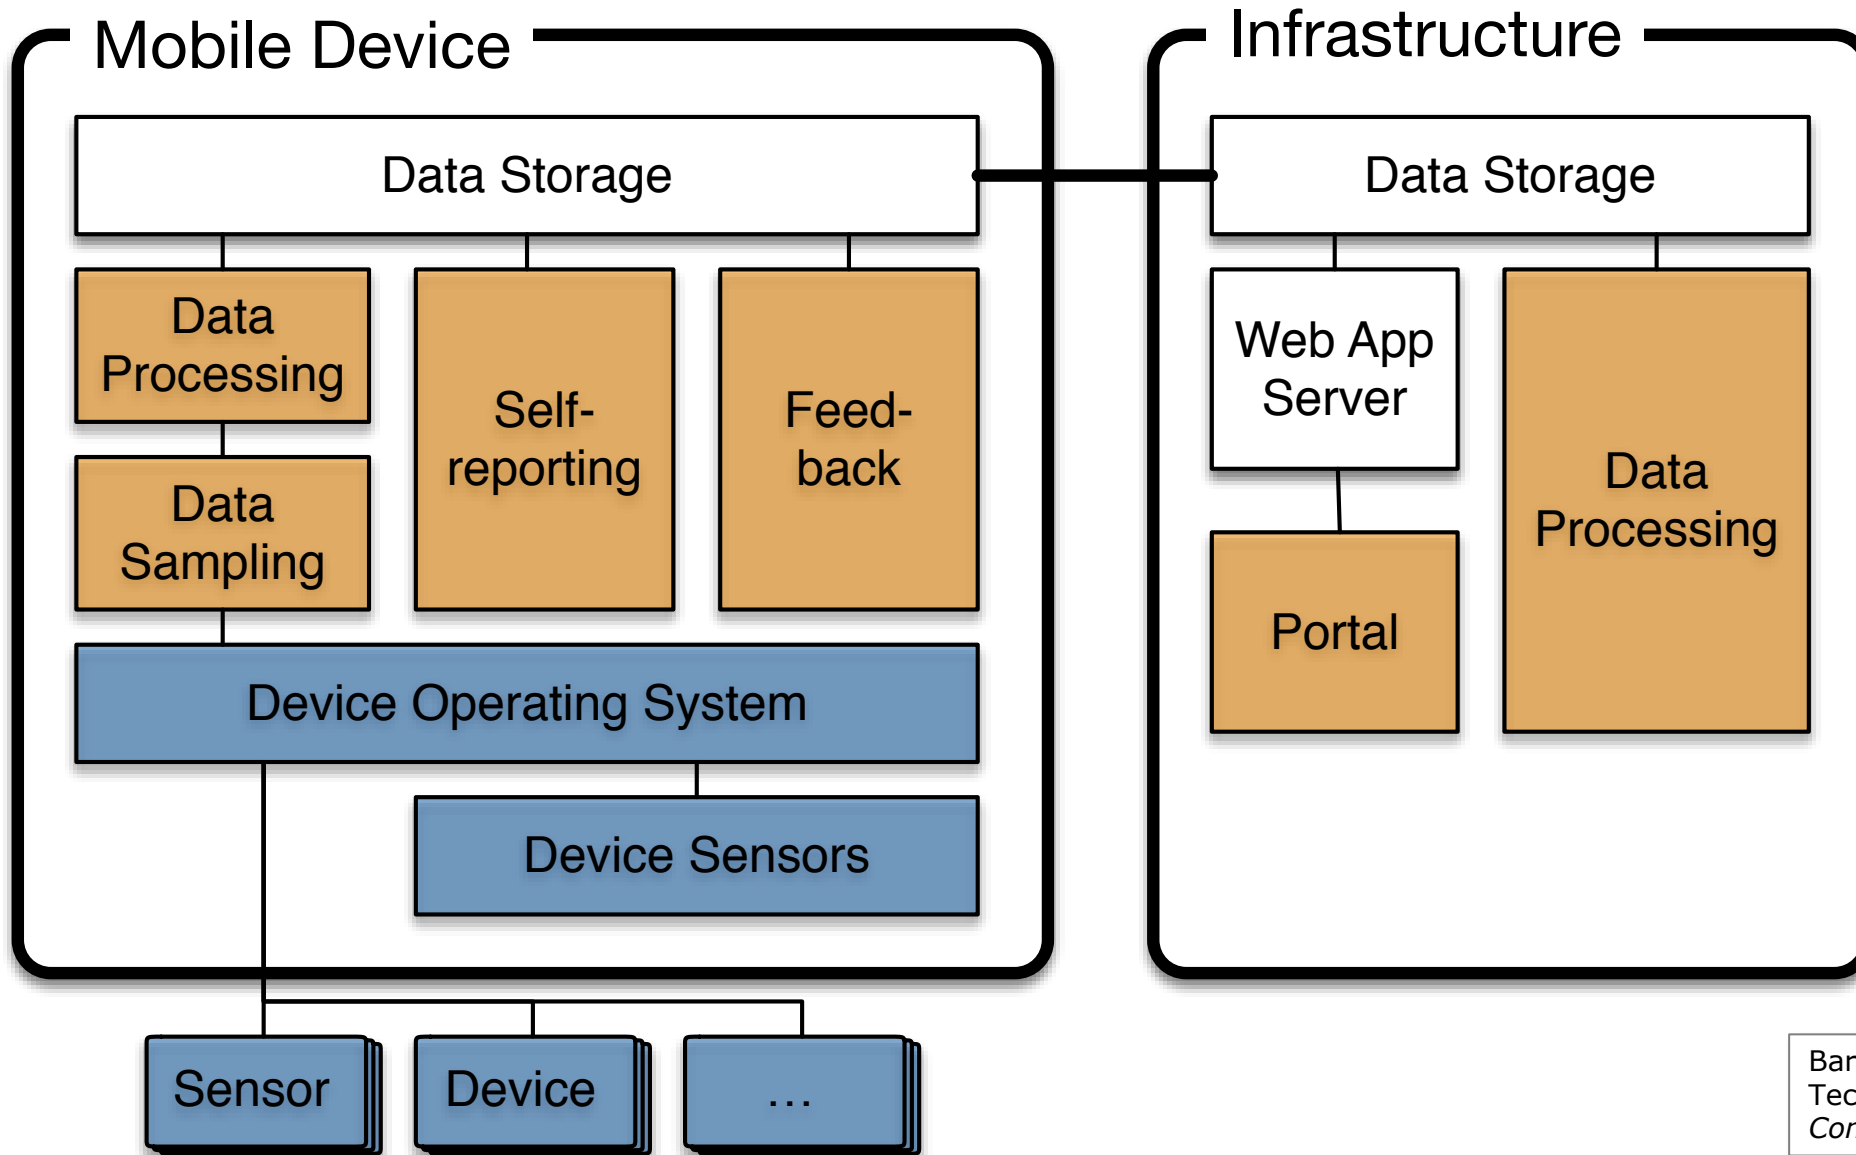 Mobile Device
Infrastructure
Data Storage
Data Storage
Data
Processing
Self-
reporting
Feed-
back
Data
Sampling
Web App
Server
Data
Processing
Portal
Device Operating System
Device Sensors
Sensor
Device
...